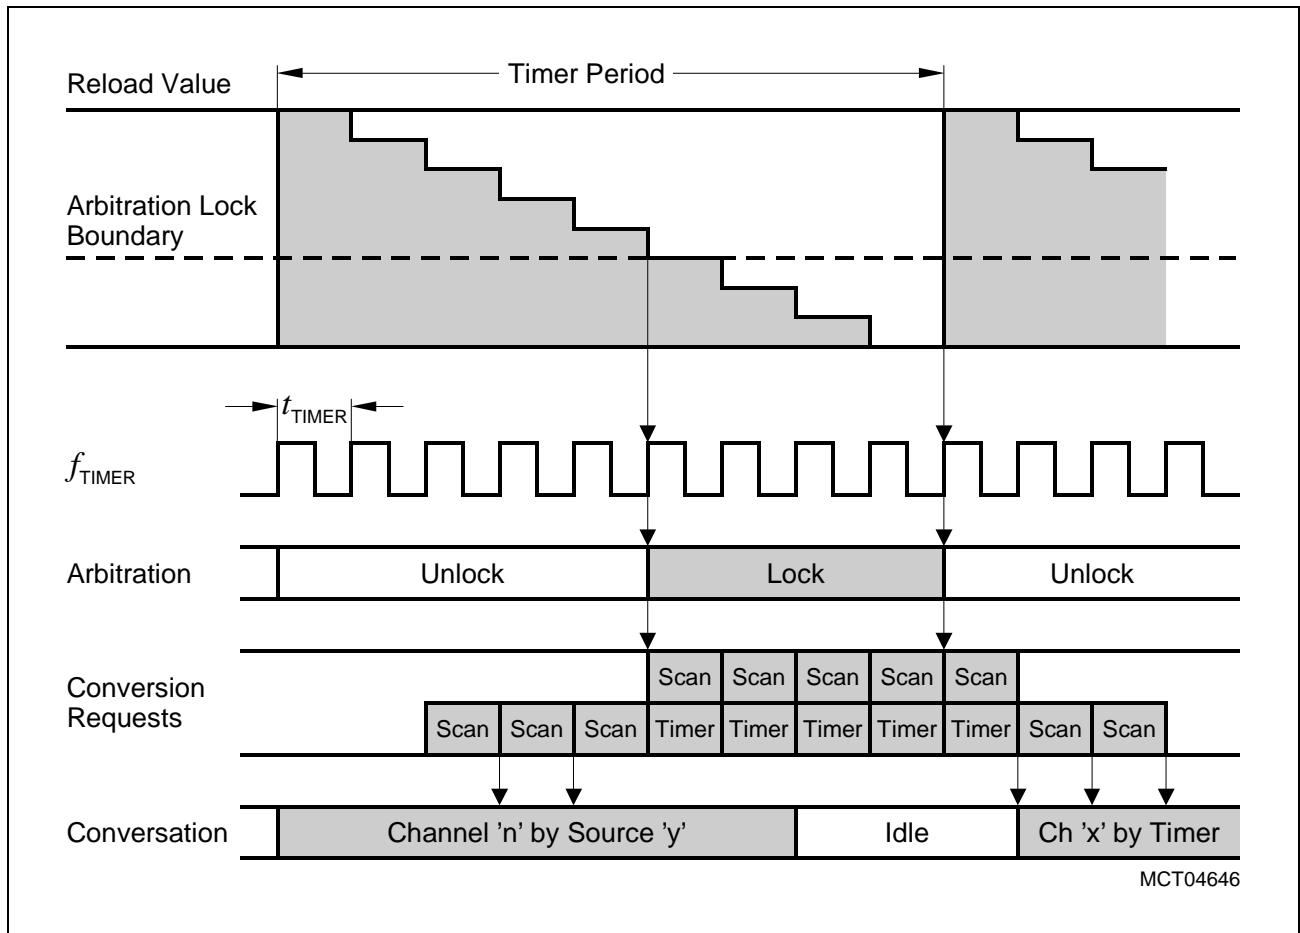 Timer Period
Reload Value
Arbitration Lock
Boundary
tTIMER
fTIMER
Arbitration
Unlock
Lock
Unlock
Conversion
Requests
Scan Scan Scan Scan Scan
Scan Scan Scan Timer Timer Timer Timer Timer Scan Scan
Conversation
Channel ’n’ by Source ’y’
Idle
Ch ’x’ by Timer
MCT04646